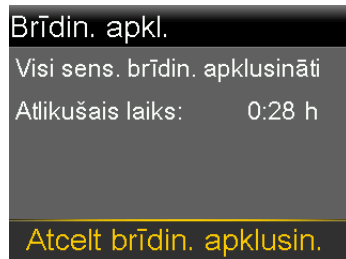 Brīdin. apkl.
Visi sens. brīdin. apklusināti
Atlikušais laiks: 0:28 h
Atcelt brīdin. apklusin.